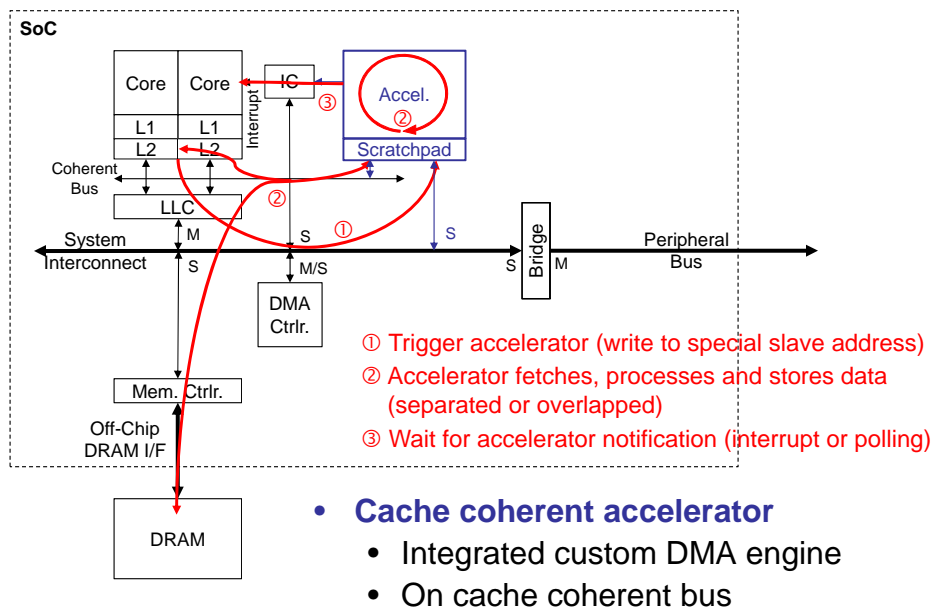 SoC
Core
Core
IC
Accel.
Interrupt
③
②
L1
L1
L2
L2
Scratchpad
Coherent
Bus
②
LLC
①
M
S
S
System
Interconnect
S
M/S
S
Bridge
M
Peripheral
Bus
DMA
Ctrlr.
① Trigger accelerator (write to special slave address)
② Accelerator fetches, processes and stores data
(separated or overlapped)
③ Wait for accelerator notification (interrupt or polling)
Mem. Ctrlr.
Off-Chip
DRAM I/F
DRAM
• Cache coherent accelerator
• Integrated custom DMA engine
• On cache coherent bus